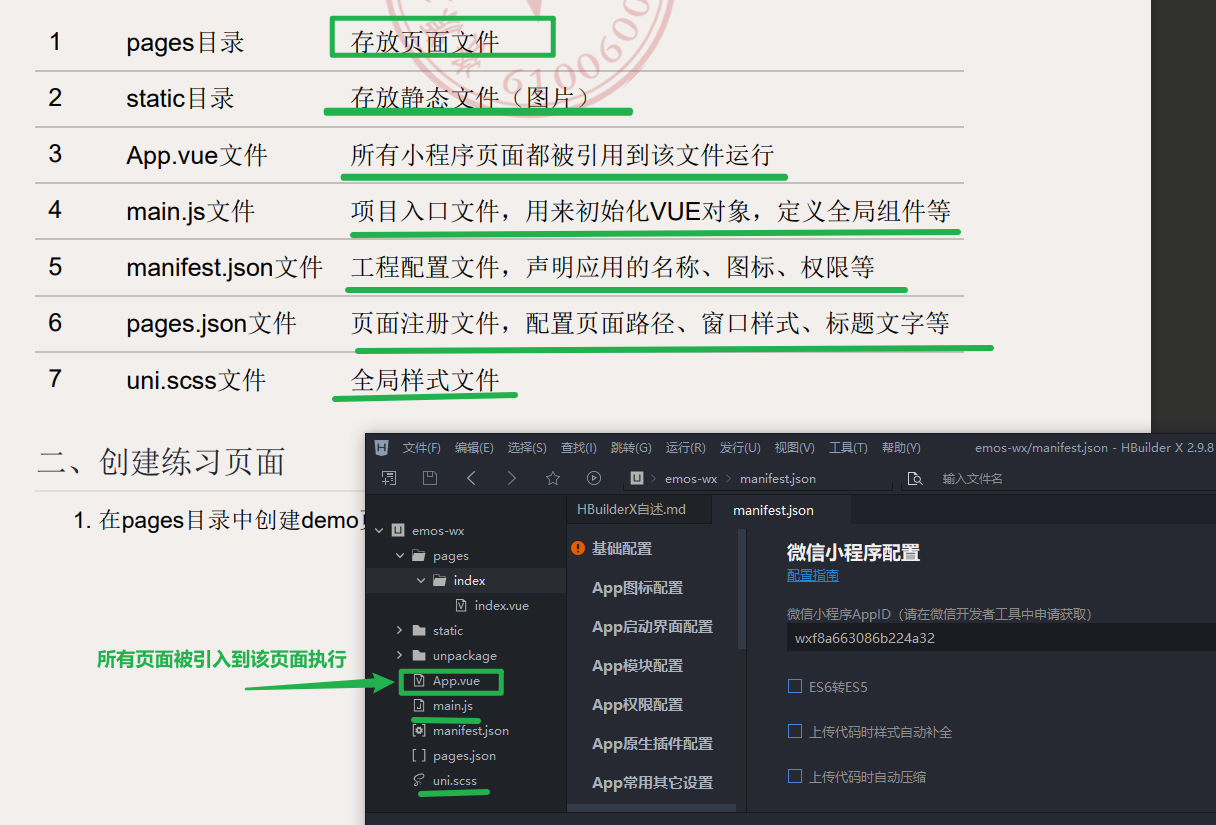 1 pages目录 存放页面文件
2 static目录 存放静态文件（图片）
3 App.vue文件 所有小程序页面都被引用到该文件运行
4 main.js文件 项目入口文件，用来初始化VUE对象，定义全局组件等
5 manifest.json文件 工程配置文件，声明应用的名称、图标、权限等
6 pages.json文件 页面注册文件，配置页面路径、窗口样式、标题文字等
7 uni.scss文件 全局样式文件
6100600
二、创建练习页面
1. 在pages目录中创建demo
所有页面被引入到该页面执行
文件(F) 编辑(E) 选择(S) 查找(I) 跳转(G) 运行(R) 发行(U) 视图(V) 工具(T) 帮助(Y) emos-wx/manifest.json - HBuilder X 2.9.8
emos-wx manifest.json 输入文件名
emos-wx
pages
index
index.vue
static
unpackage
App.vue
main.js
manifest.json
pages.json
uni.scss
HBuilderX自述.md manifest.json
基础配置
App图标配置
App启动界面配置
App模块配置
App权限配置
App原生插件配置
App常用其它设置
微信小程序配置
配置指南
微信小程序AppID（请在微信开发者工具中申请获取）
wxf8a663086b224a32
ES6转ES5
上传代码时样式自动补全
上传代码时自动压缩